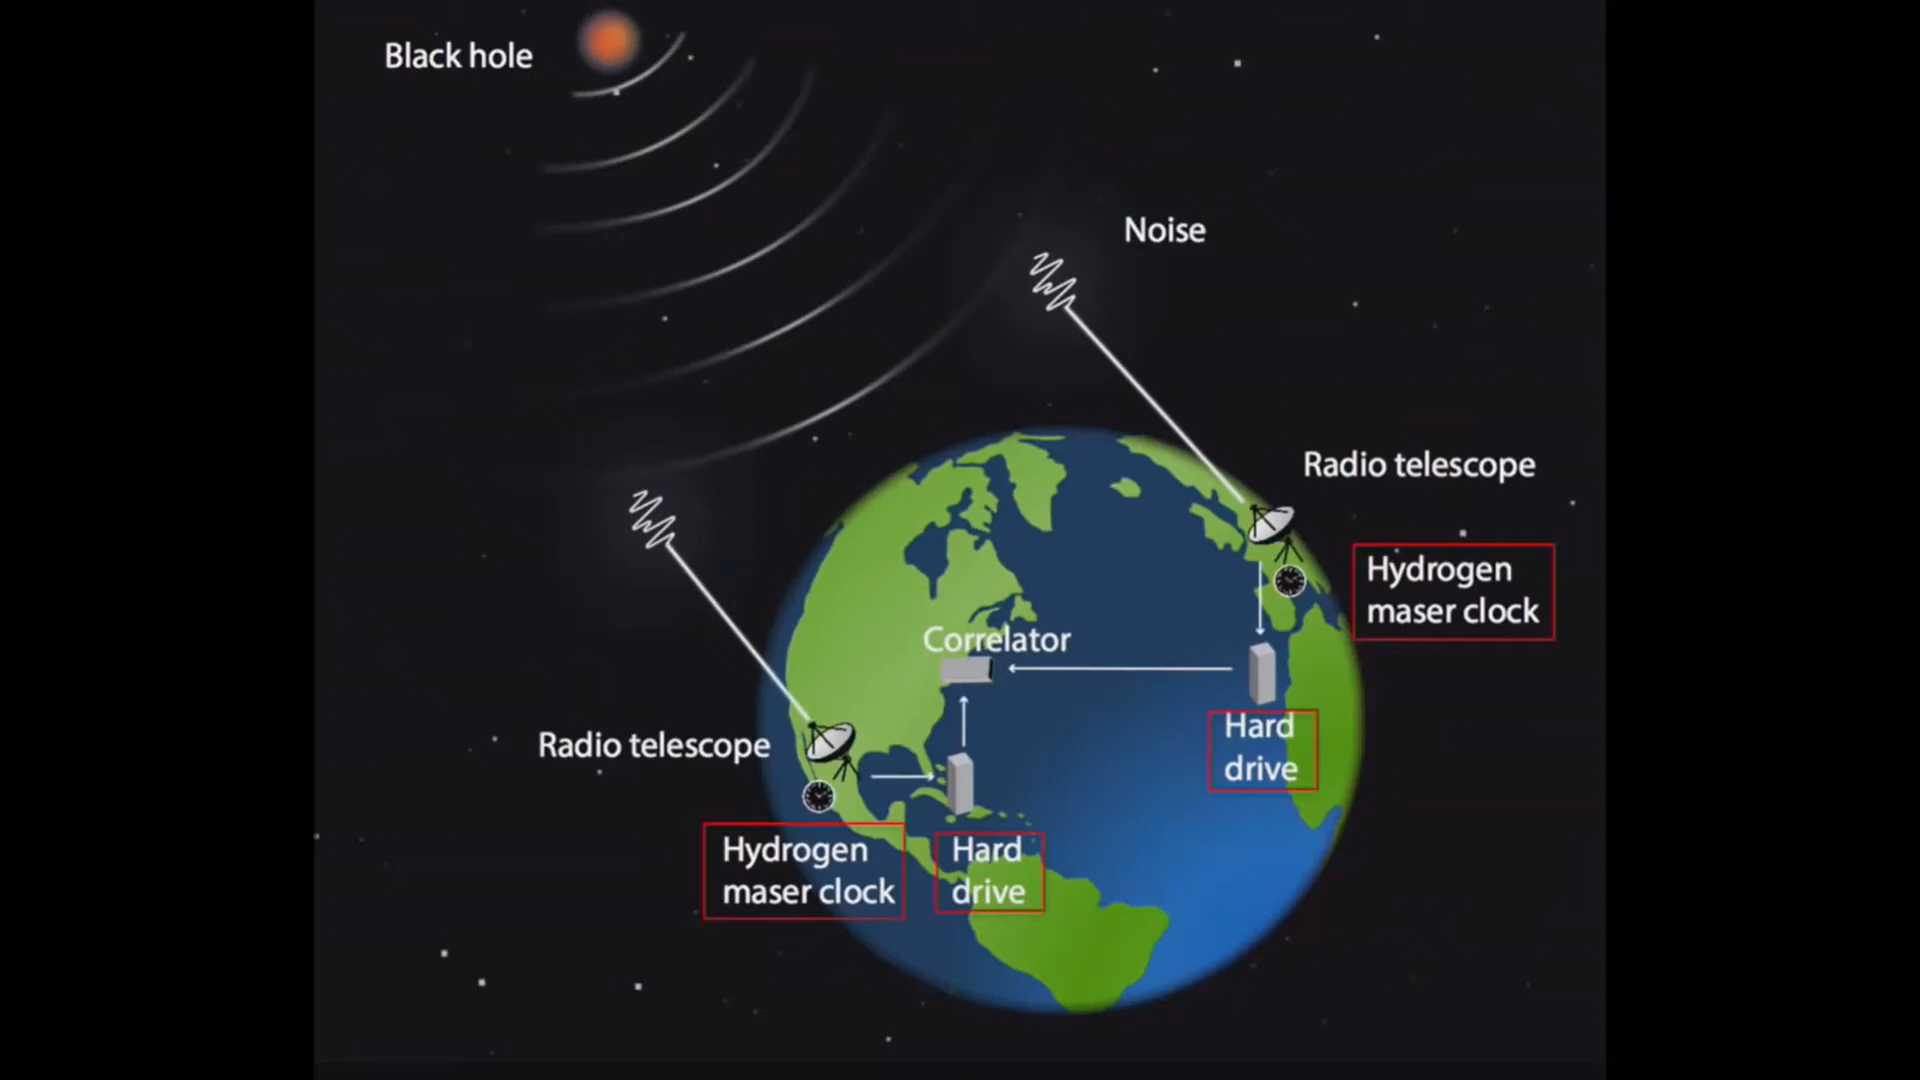 Black hole
Noise
Radio telescope
Hydrogen
maser clock
Correlator
Hard
drive
Radio telescope
Hydrogen
maser clock
Hard
drive